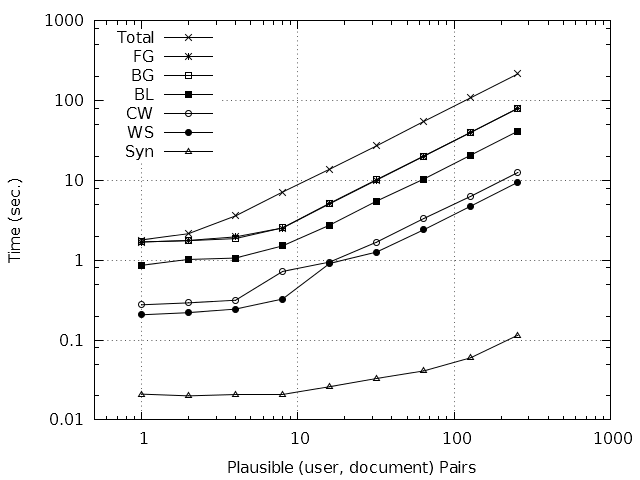 1000
100
10
1
0.1
0.01
Time (sec.)
Total
FG
BG
BL
CW
WS
Syn
1 10 100 1000
Plausible (user, document) Pairs